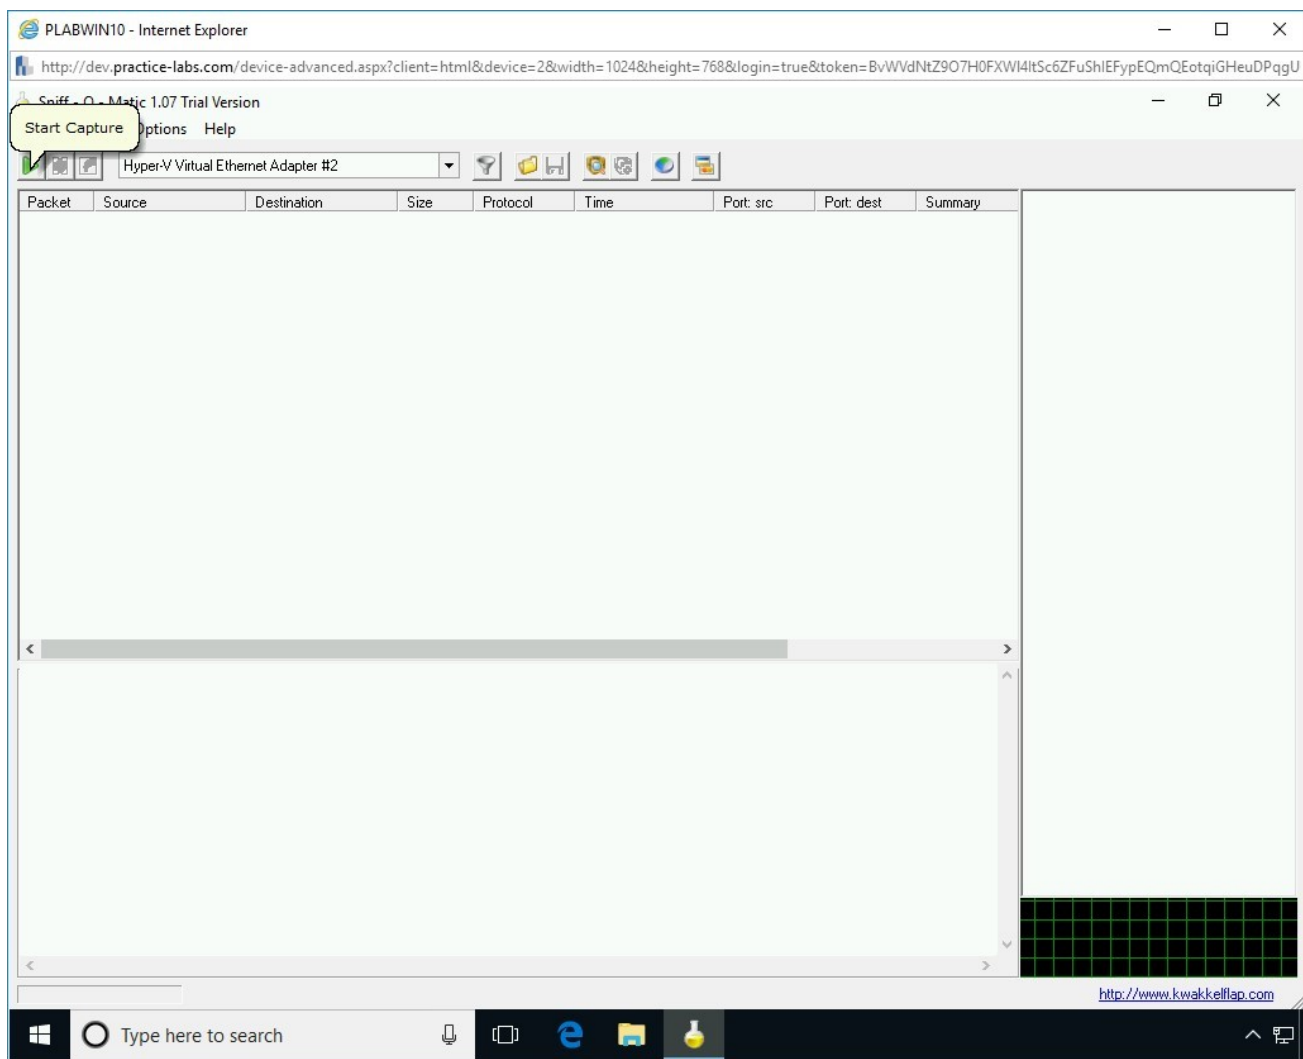 PLABWIN10 - Internet Explorer
http://dev.practice-labs.com/device-advanced.aspx?client=html&device=2&width=1024&height=768&login=true&token=BvWVdNtZ9O7H0FXWI4ItSc6ZFuShIEFypEQmQEotqiGHeuDPqgU
Sniff - O - Matic 1.07 Trial Version
Start Capture
Options Help
Hyper-V Virtual Ethernet Adapter #2
Packet Source Destination Size Protocol Time Port: src Port: dest Summary
http://www.kwakkelflap.com
Type here to search